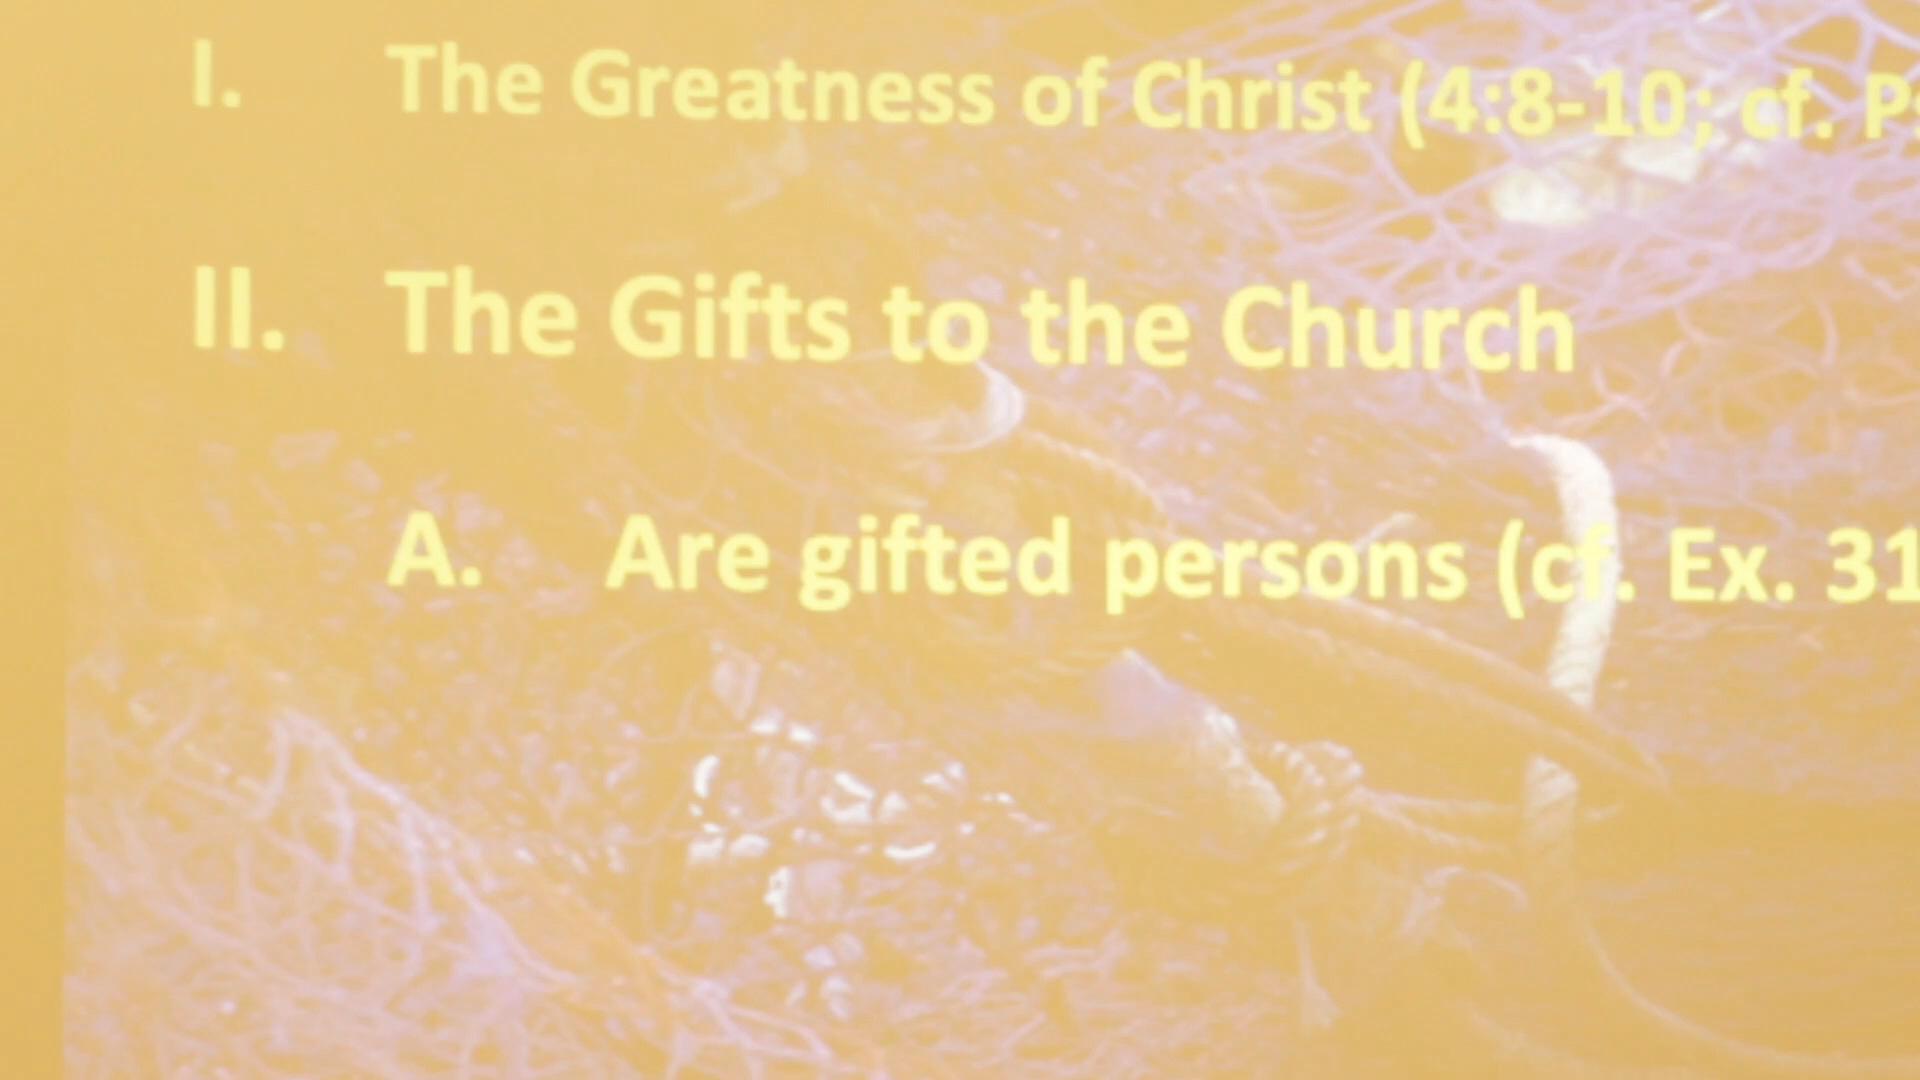 I. The Greatness of Christ (4:8-10; cf. Ps
II. The Gifts to the Church
A. Are gifted persons (cf. Ex. 31